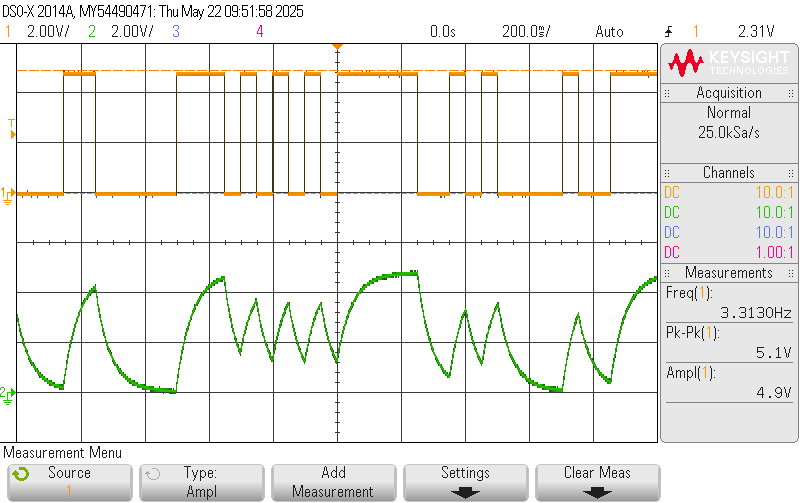 DSO-X 2014A, MY54490471: Thu May 22 09:51:58 2025
1 2.00V/ 2 2.00V/ 3 4 0.0s 200.0ms/ Auto 1 2.31V
KEYSIGHT
TECHNOLOGIES
Acquisition
Normal
25.0kSa/s
Channels
DC 10.0:1
DC 10.0:1
DC 10.0:1
DC 1.00:1
Measurements
Freq(1):
3.3130Hz
Pk-Pk(1):
5.1V
Ampl(1):
4.9V
T
1
2
Measurement Menu
Source
1
Type:
Ampl
Add
Measurement
Settings
Clear Meas